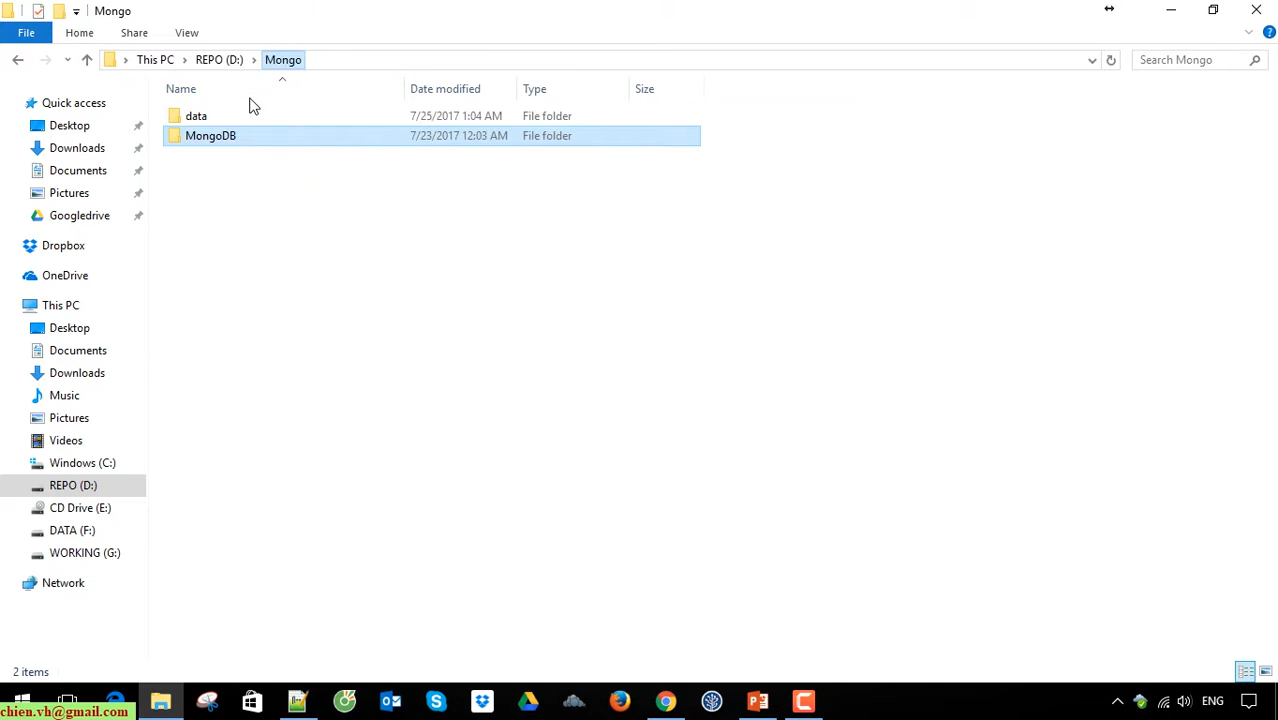 Mongo
File Home Share View
This PC REPO (D:) Mongo
Search Mongo
Name Date modified Type Size
data 7/25/2017 1:04 AM File folder
MongoDB 7/23/2017 12:03 AM File folder
Quick access
Desktop
Downloads
Documents
Pictures
Googledrive
Dropbox
OneDrive
This PC
Desktop
Documents
Downloads
Music
Pictures
Videos
Windows (C:)
REPO (D:)
CD Drive (E:)
DATA (F:)
WORKING (G:)
Network
2 items
ENG
chien.vh@gmail.com